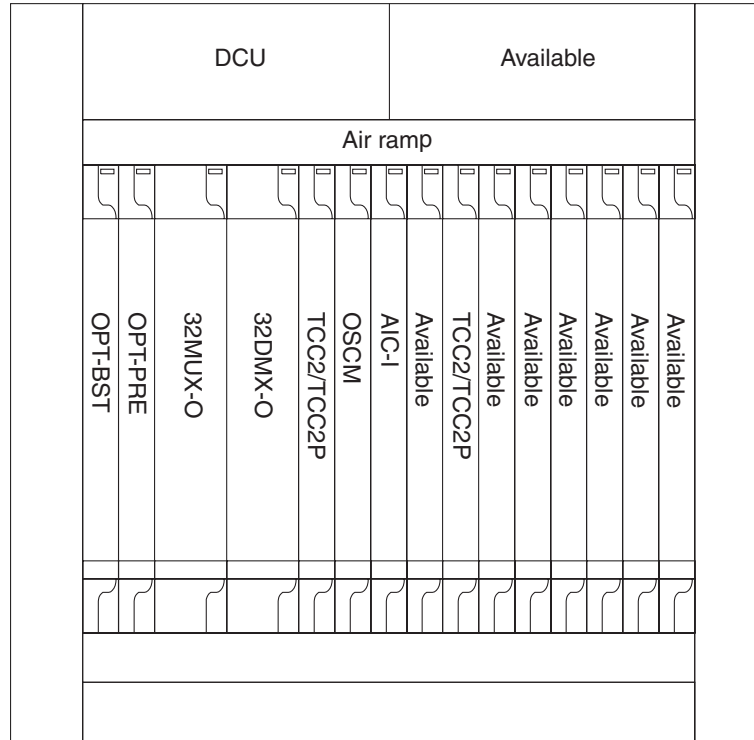 DCU
Available
Air ramp
OPT-BST
OPT-PRE
32MUX-O
32DMX-O
TCC2/TCC2P
OSCM
AIC-I
Available
TCC2/TCC2P
Available
Available
Available
Available
Available
Available